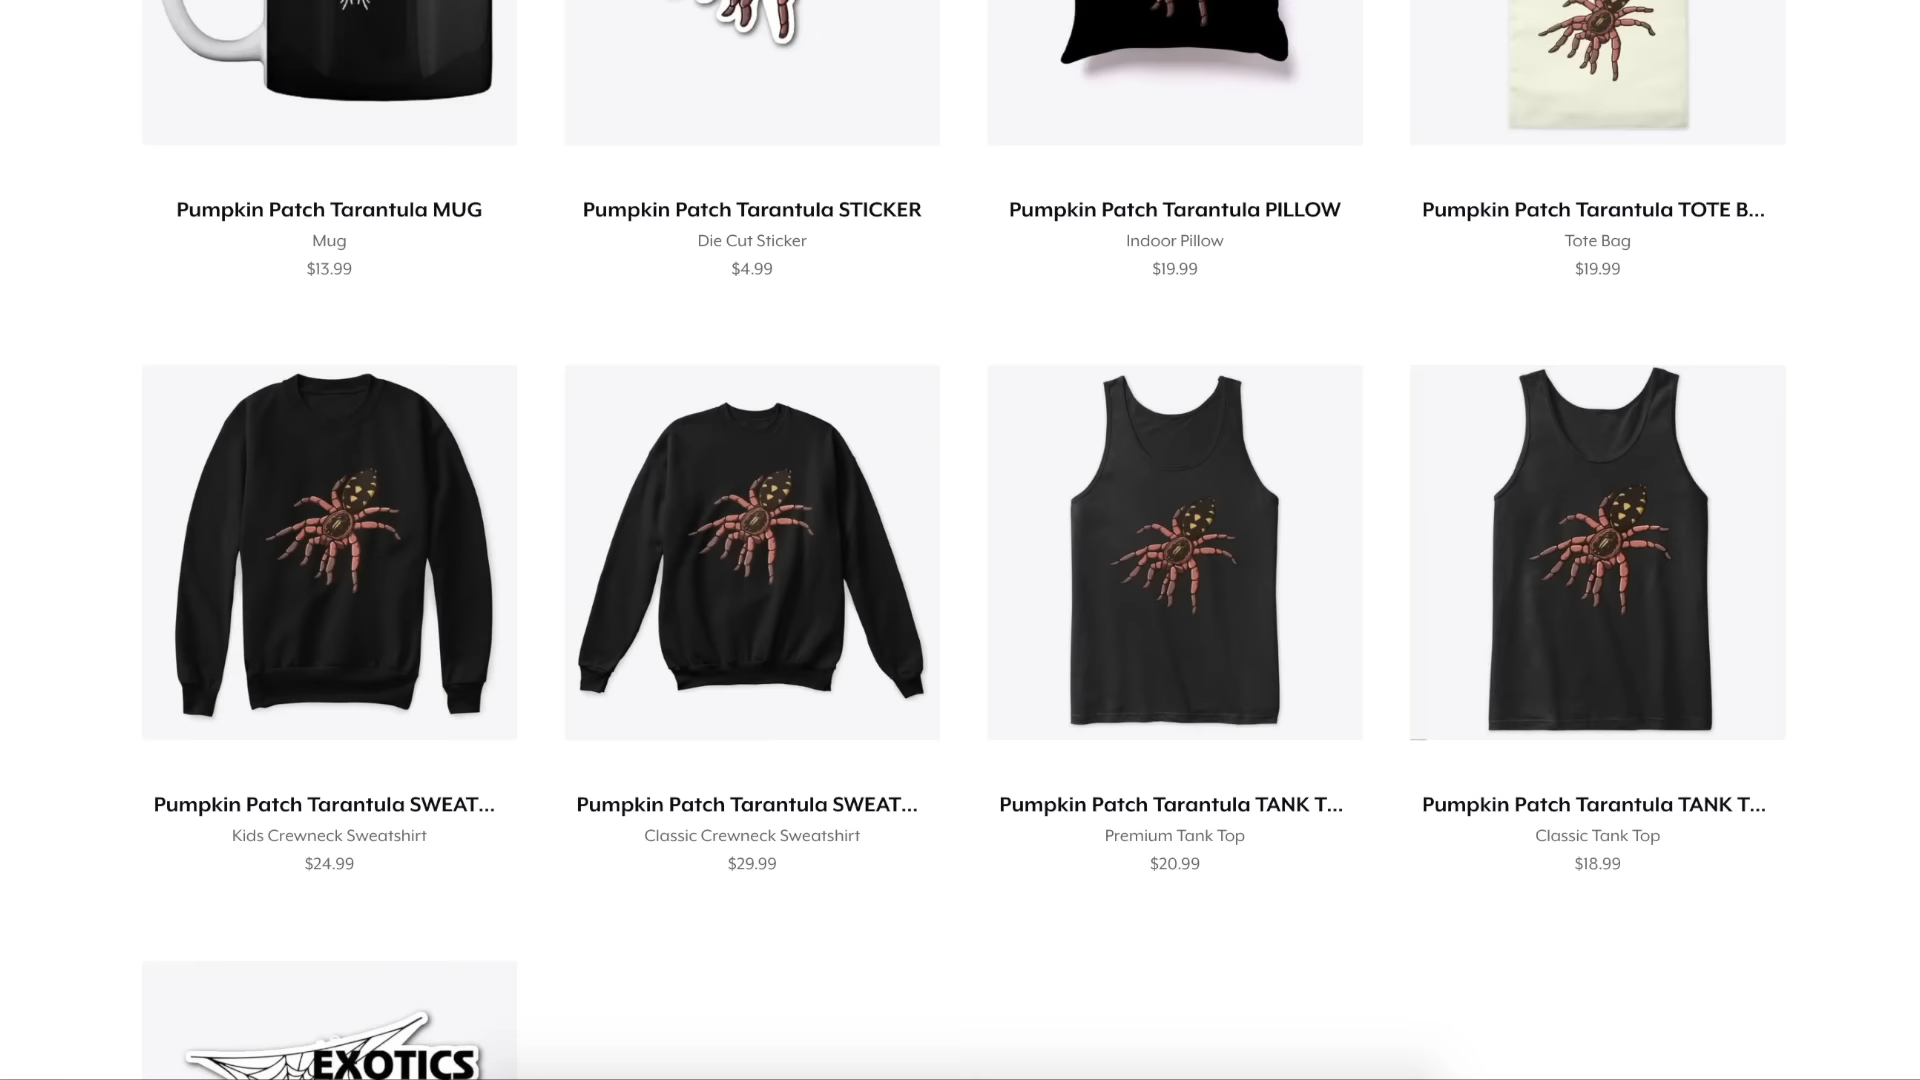 Pumpkin Patch Tarantula MUG
Mug
$13.99
Pumpkin Patch Tarantula STICKER
Die Cut Sticker
$4.99
Pumpkin Patch Tarantula PILLOW
Indoor Pillow
$19.99
Pumpkin Patch Tarantula TOTE B...
Tote Bag
$19.99
Pumpkin Patch Tarantula SWEAT...
Kids Crewneck Sweatshirt
$24.99
Pumpkin Patch Tarantula SWEAT...
Classic Crewneck Sweatshirt
$29.99
Pumpkin Patch Tarantula TANK T...
Premium Tank Top
$20.99
Pumpkin Patch Tarantula TANK T...
Classic Tank Top
$18.99
EXOTICS